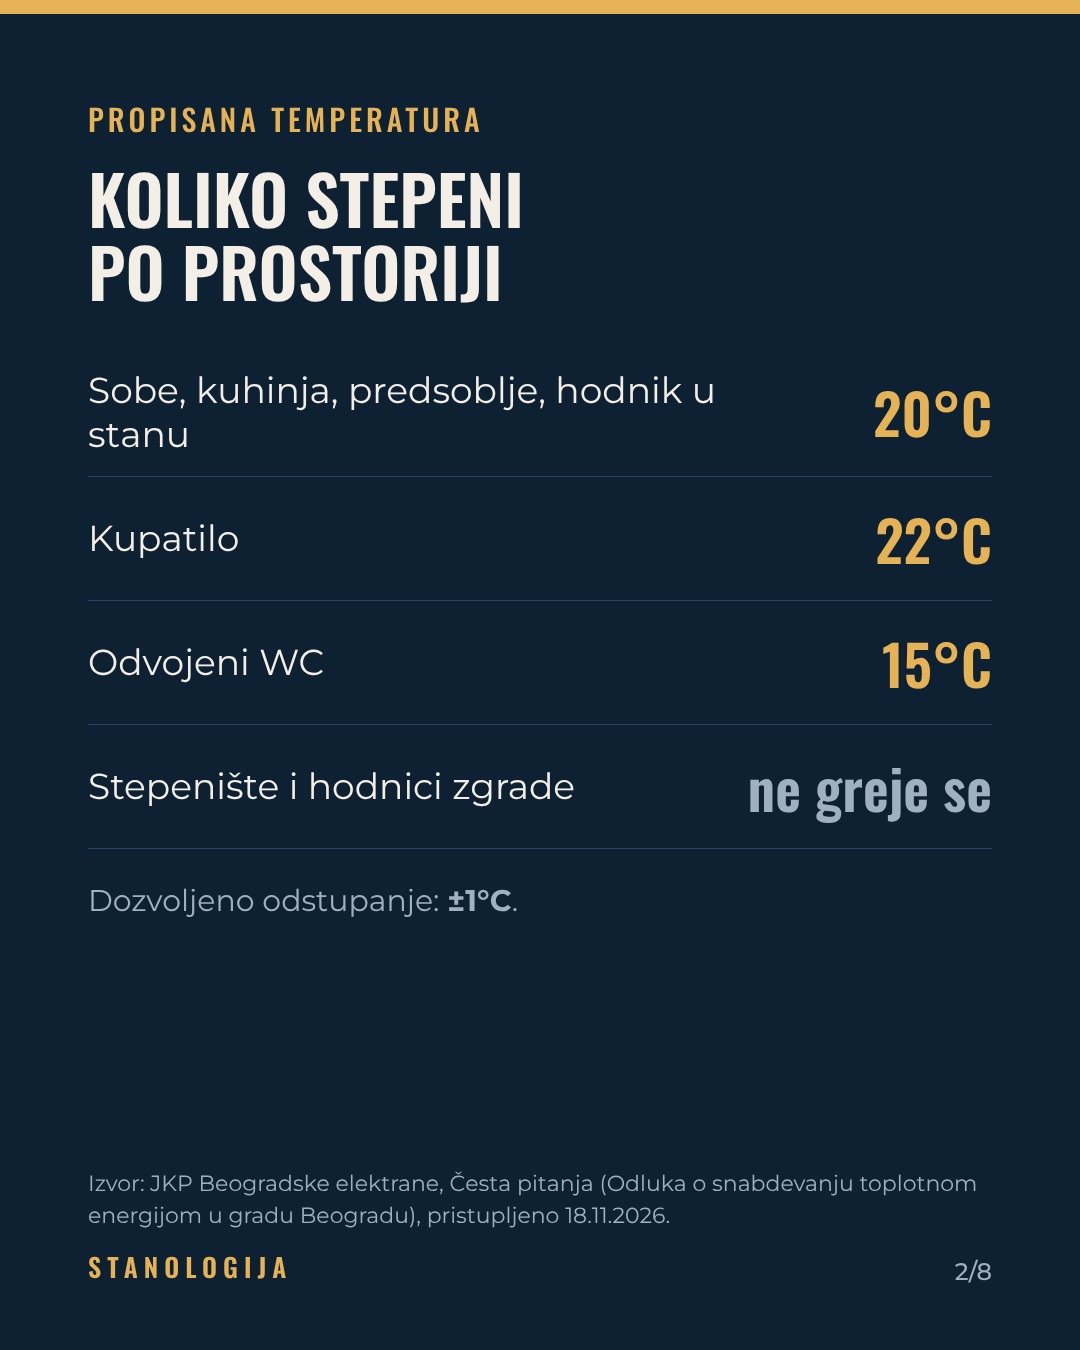 PROPISANA TEMPERATURA
KOLIKO STEPENI
PO PROSTORIJI
Sobe, kuhinja, predsoblje, hodnik u
stanu
20°C
Kupatilo
22°C
Odvojeni WC
15°C
Stepenište i hodnici zgrade
ne greje se
Dozvoljeno odstupanje: ±1°C.
Izvor: JKP Beogradske elektrane, Česta pitanja (Odluka o snabdevanju toplotnom
energijom u gradu Beogradu), pristupljeno 18.11.2026.
STANOLOGIJA
2/8